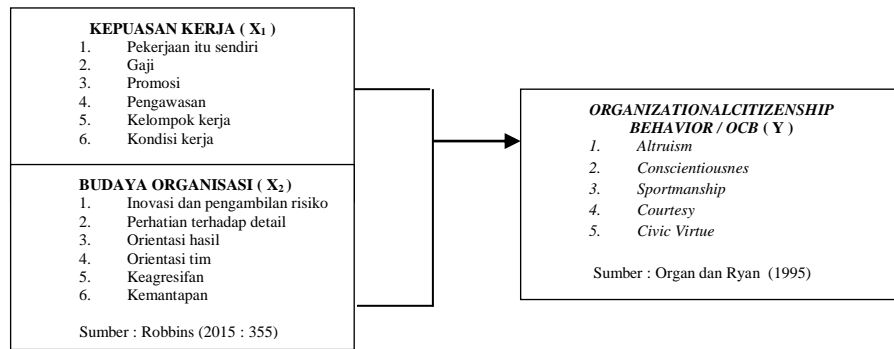 KEPUASAN KERJA ( X₁ )
1. Pekerjaan itu sendiri
2. Gaji
3. Promosi
4. Pengawasan
5. Kelompok kerja
6. Kondisi kerja
BUDAYA ORGANISASI ( X₂ )
1. Inovasi dan pengambilan risiko
2. Perhatian terhadap detail
3. Orientasi hasil
4. Orientasi tim
5. Keagresifan
6. Kemantapan
Sumber : Robbins (2015 : 355)
ORGANIZATIONALCITIZENSHIP
BEHAVIOR / OCB ( Y )
1. Altruism
2. Conscientiousnes
3. Sportmanship
4. Courtesy
5. Civic Virtue
Sumber : Organ dan Ryan (1995)